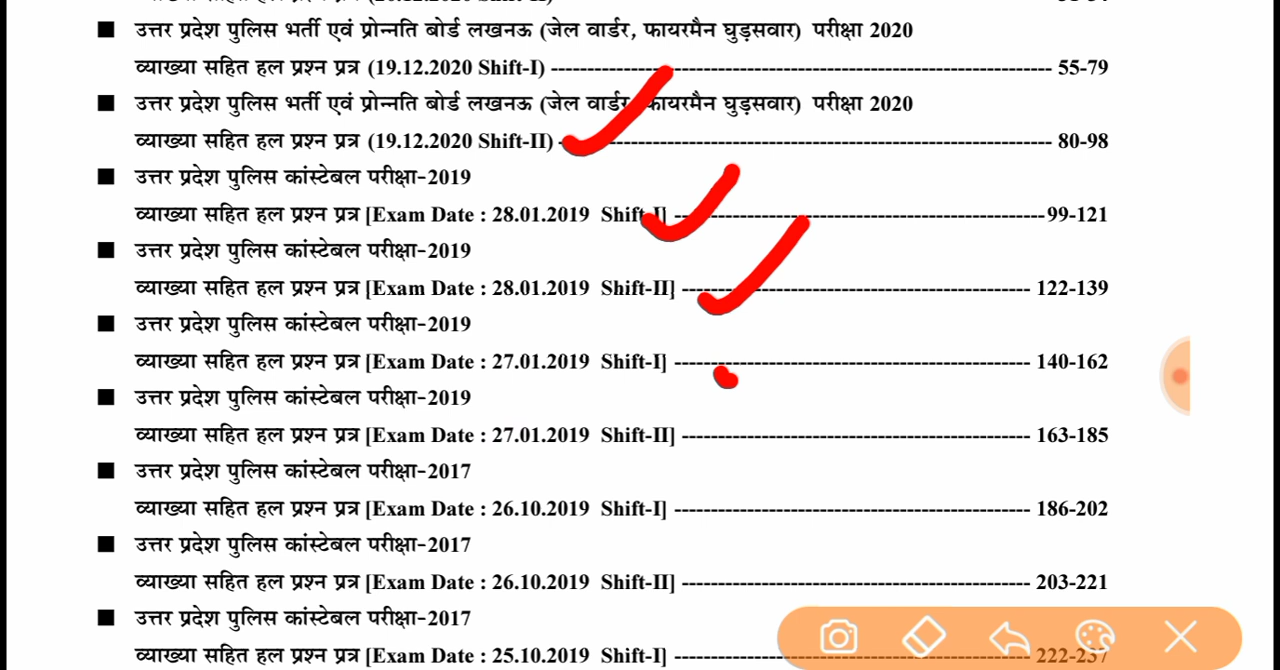 ■ उत्तर प्रदेश पुलिस भर्ती एवं प्रोन्नति बोर्ड लखनऊ (जेल वार्डर, फायरमैन घुड़सवार) परीक्षा 2020
व्याख्या सहित हल प्रश्न प्रत्र (19.12.2020 Shift-I) ---------- 55-79
■ उत्तर प्रदेश पुलिस भर्ती एवं प्रोन्नति बोर्ड लखनऊ (जेल वार्डर, फायरमैन घुड़सवार) परीक्षा 2020
व्याख्या सहित हल प्रश्न प्रत्र (19.12.2020 Shift-II) ---------- 80-98
■ उत्तर प्रदेश पुलिस कांस्टेबल परीक्षा-2019
व्याख्या सहित हल प्रश्न प्रत्र [Exam Date : 28.01.2019 Shift-I] ---------- 99-121
■ उत्तर प्रदेश पुलिस कांस्टेबल परीक्षा-2019
व्याख्या सहित हल प्रश्न प्रत्र [Exam Date : 28.01.2019 Shift-II] ---------- 122-139
■ उत्तर प्रदेश पुलिस कांस्टेबल परीक्षा-2019
व्याख्या सहित हल प्रश्न प्रत्र [Exam Date : 27.01.2019 Shift-I] ---------- 140-162
■ उत्तर प्रदेश पुलिस कांस्टेबल परीक्षा-2019
व्याख्या सहित हल प्रश्न प्रत्र [Exam Date : 27.01.2019 Shift-II] ---------- 163-185
■ उत्तर प्रदेश पुलिस कांस्टेबल परीक्षा-2017
व्याख्या सहित हल प्रश्न प्रत्र [Exam Date : 26.10.2019 Shift-I] ---------- 186-202
■ उत्तर प्रदेश पुलिस कांस्टेबल परीक्षा-2017
व्याख्या सहित हल प्रश्न प्रत्र [Exam Date : 26.10.2019 Shift-II] ---------- 203-221
■ उत्तर प्रदेश पुलिस कांस्टेबल परीक्षा-2017
व्याख्या सहित हल प्रश्न प्रत्र [Exam Date : 25.10.2019 Shift-I] ----------